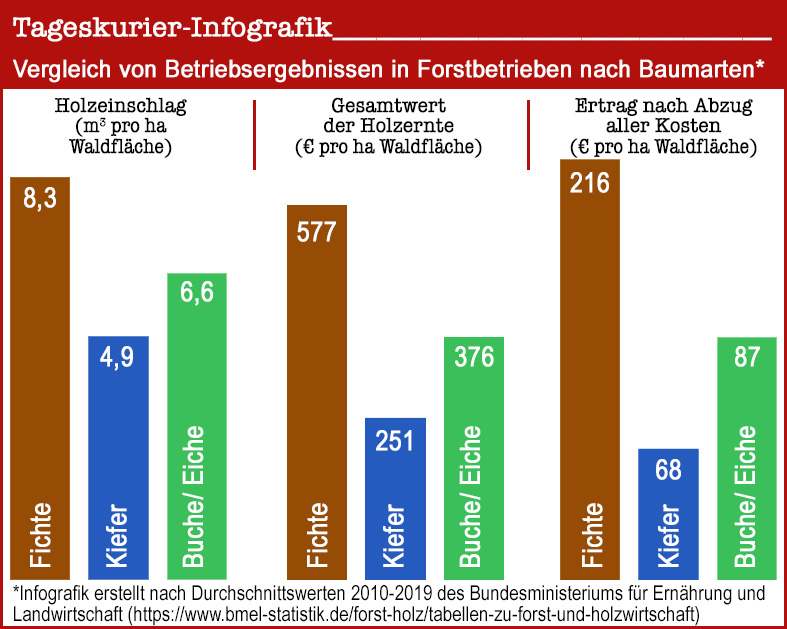 Tageskurier-Infografik______________________________
Vergleich von Betriebsergebnissen in Forstbetrieben nach Baumarten*
Holzeinschlag
(m³ pro ha
Waldfläche)
8,3
Fichte
4,9
Kiefer
6,6
Buche/ Eiche
Gesamtwert
der Holzernte
(€ pro ha Waldfläche)
577
Fichte
251
Kiefer
376
Buche/ Eiche
Ertrag nach Abzug
aller Kosten
(€ pro ha Waldfläche)
216
Fichte
68
Kiefer
87
Buche/ Eiche
*Infografik erstellt nach Durchschnittswerten 2010-2019 des Bundesministeriums für Ernährung und
Landwirtschaft (https://www.bmel-statistik.de/forst-holz/tabellen-zu-forst-und-holzwirtschaft)